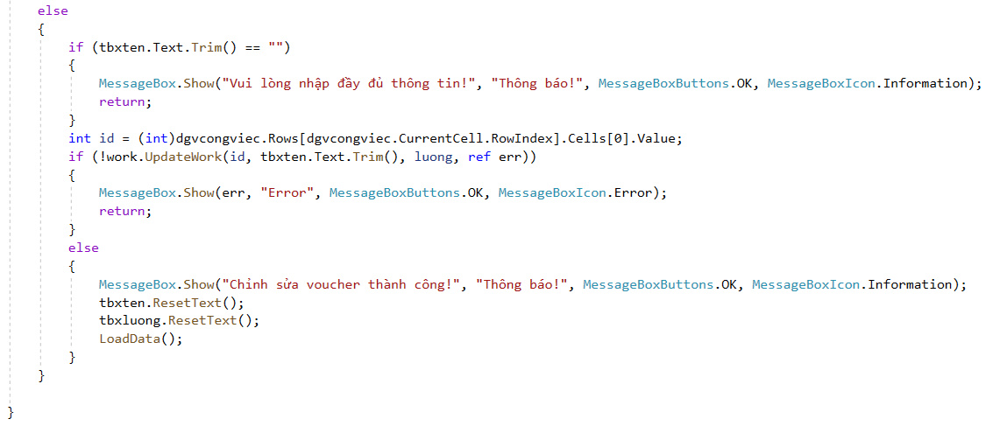 else
{
if (tbxten.Text.Trim() == "")
{
MessageBox.Show("Vui lòng nhập đầy đủ thông tin!", "Thông báo!", MessageBoxButtons.OK, MessageBoxIcon.Information);
return;
}
int id = (int)dgvcongviec.Rows[dgvcongviec.CurrentCell.RowIndex].Cells[0].Value;
if (!work.UpdateWork(id, tbxten.Text.Trim(), luong, ref err))
{
MessageBox.Show(err, "Error", MessageBoxButtons.OK, MessageBoxIcon.Error);
return;
}
else
{
MessageBox.Show("Chỉnh sửa voucher thành công!", "Thông báo!", MessageBoxButtons.OK, MessageBoxIcon.Information);
tbxten.ResetText();
tbxluong.ResetText();
LoadData();
}
}
}